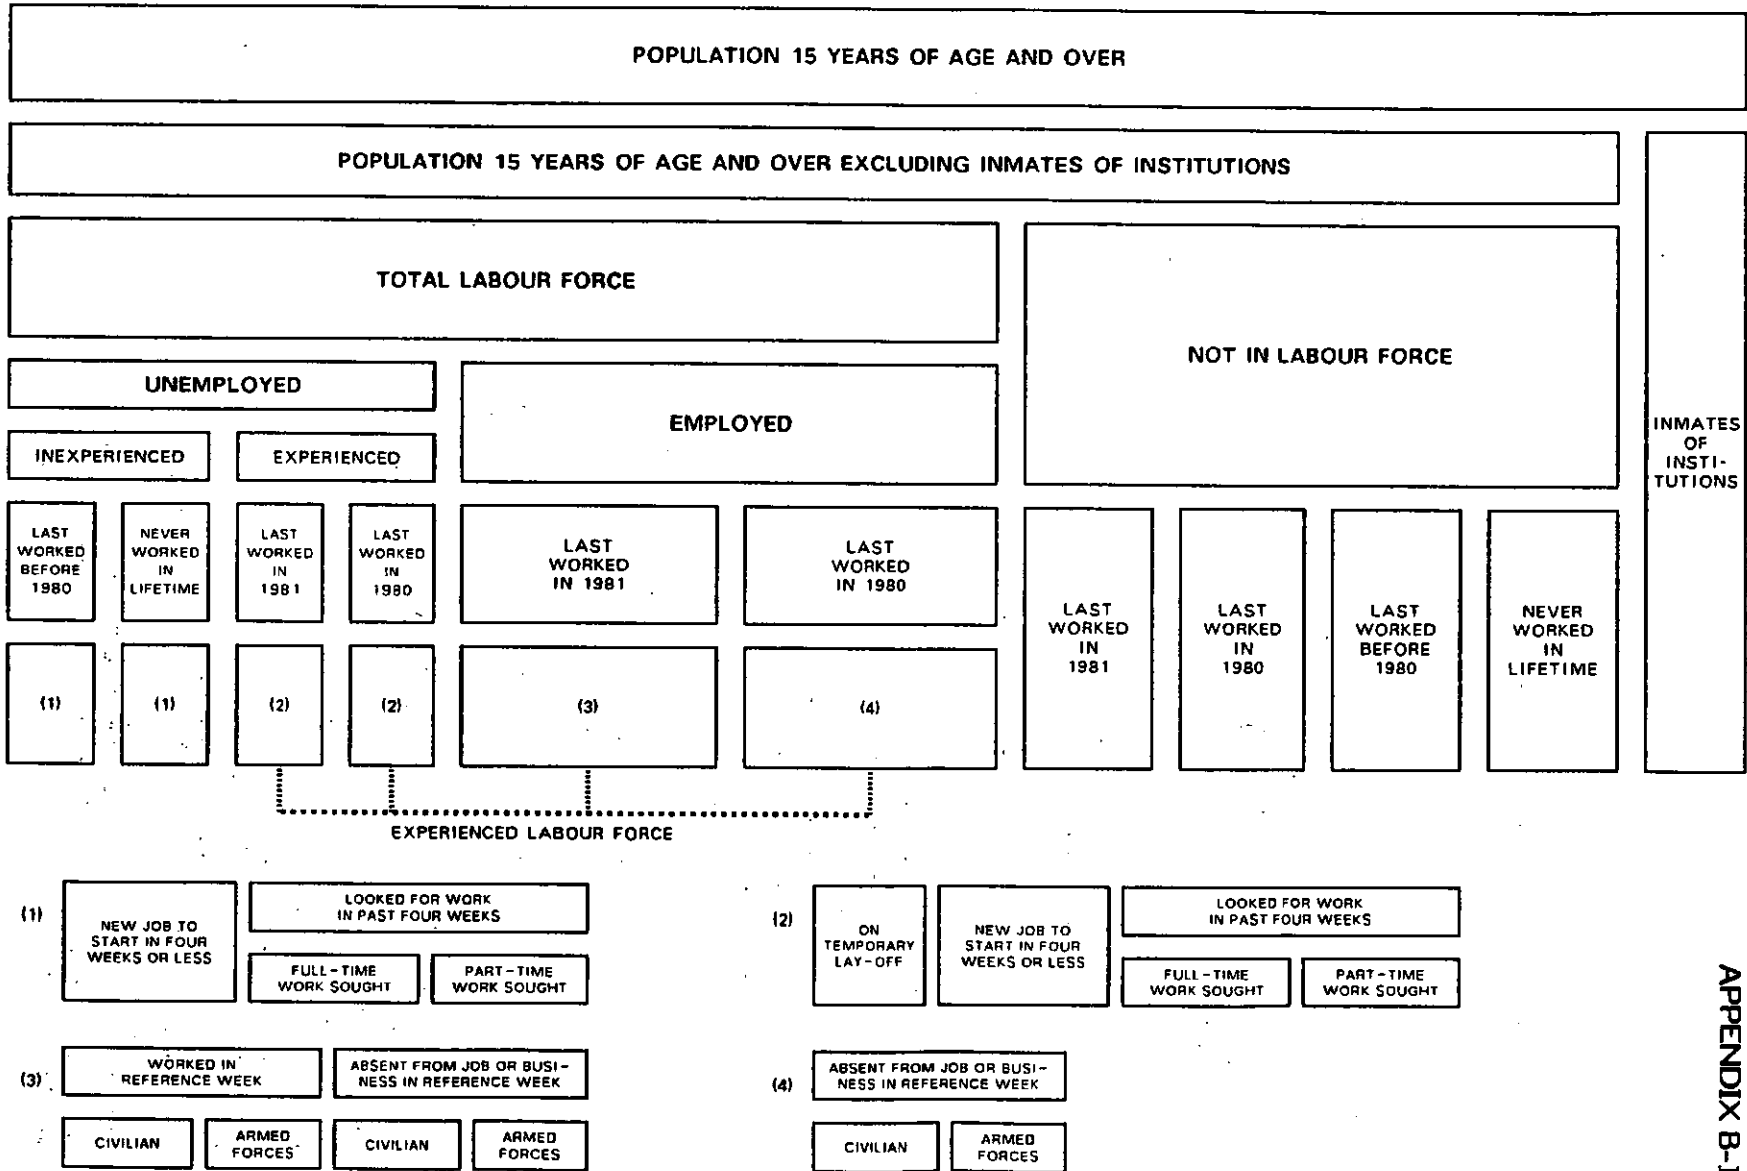 POPULATION 15 YEARS OF AGE AND OVER
POPULATION 15 YEARS OF AGE AND OVER EXCLUDING INMATES OF INSTITUTIONS
INMATES
OF
INSTI-
TUTIONS
TOTAL LABOUR FORCE
NOT IN LABOUR FORCE
UNEMPLOYED
EMPLOYED
INEXPERIENCED
EXPERIENCED
LAST
WORKED
BEFORE
1980
NEVER
WORKED
IN
LIFETIME
LAST
WORKED
IN
1981
LAST
WORKED
IN
1980
LAST
WORKED
IN 1981
LAST
WORKED
IN 1980
LAST
WORKED
IN
1981
LAST
WORKED
IN
1980
LAST
WORKED
BEFORE
1980
NEVER
WORKED
IN
LIFETIME
(1)
(1)
(2)
(2)
(3)
(4)
EXPERIENCED LABOUR FORCE
(1)
NEW JOB TO
START IN FOUR
WEEKS OR LESS
LOOKED FOR WORK
IN PAST FOUR WEEKS
FULL-TIME
WORK SOUGHT
PART-TIME
WORK SOUGHT
(2)
ON
TEMPORARY
LAY-OFF
NEW JOB TO
START IN FOUR
WEEKS OR LESS
LOOKED FOR WORK
IN PAST FOUR WEEKS
FULL-TIME
WORK SOUGHT
PART-TIME
WORK SOUGHT
(3)
WORKED IN
REFERENCE WEEK
ABSENT FROM JOB OR BUSI-
NESS IN REFERENCE WEEK
CIVILIAN
ARMED
FORCES
CIVILIAN
ARMED
FORCES
(4)
ABSENT FROM JOB OR BUSI-
NESS IN REFERENCE WEEK
CIVILIAN
ARMED
FORCES
APPENDIX B-I